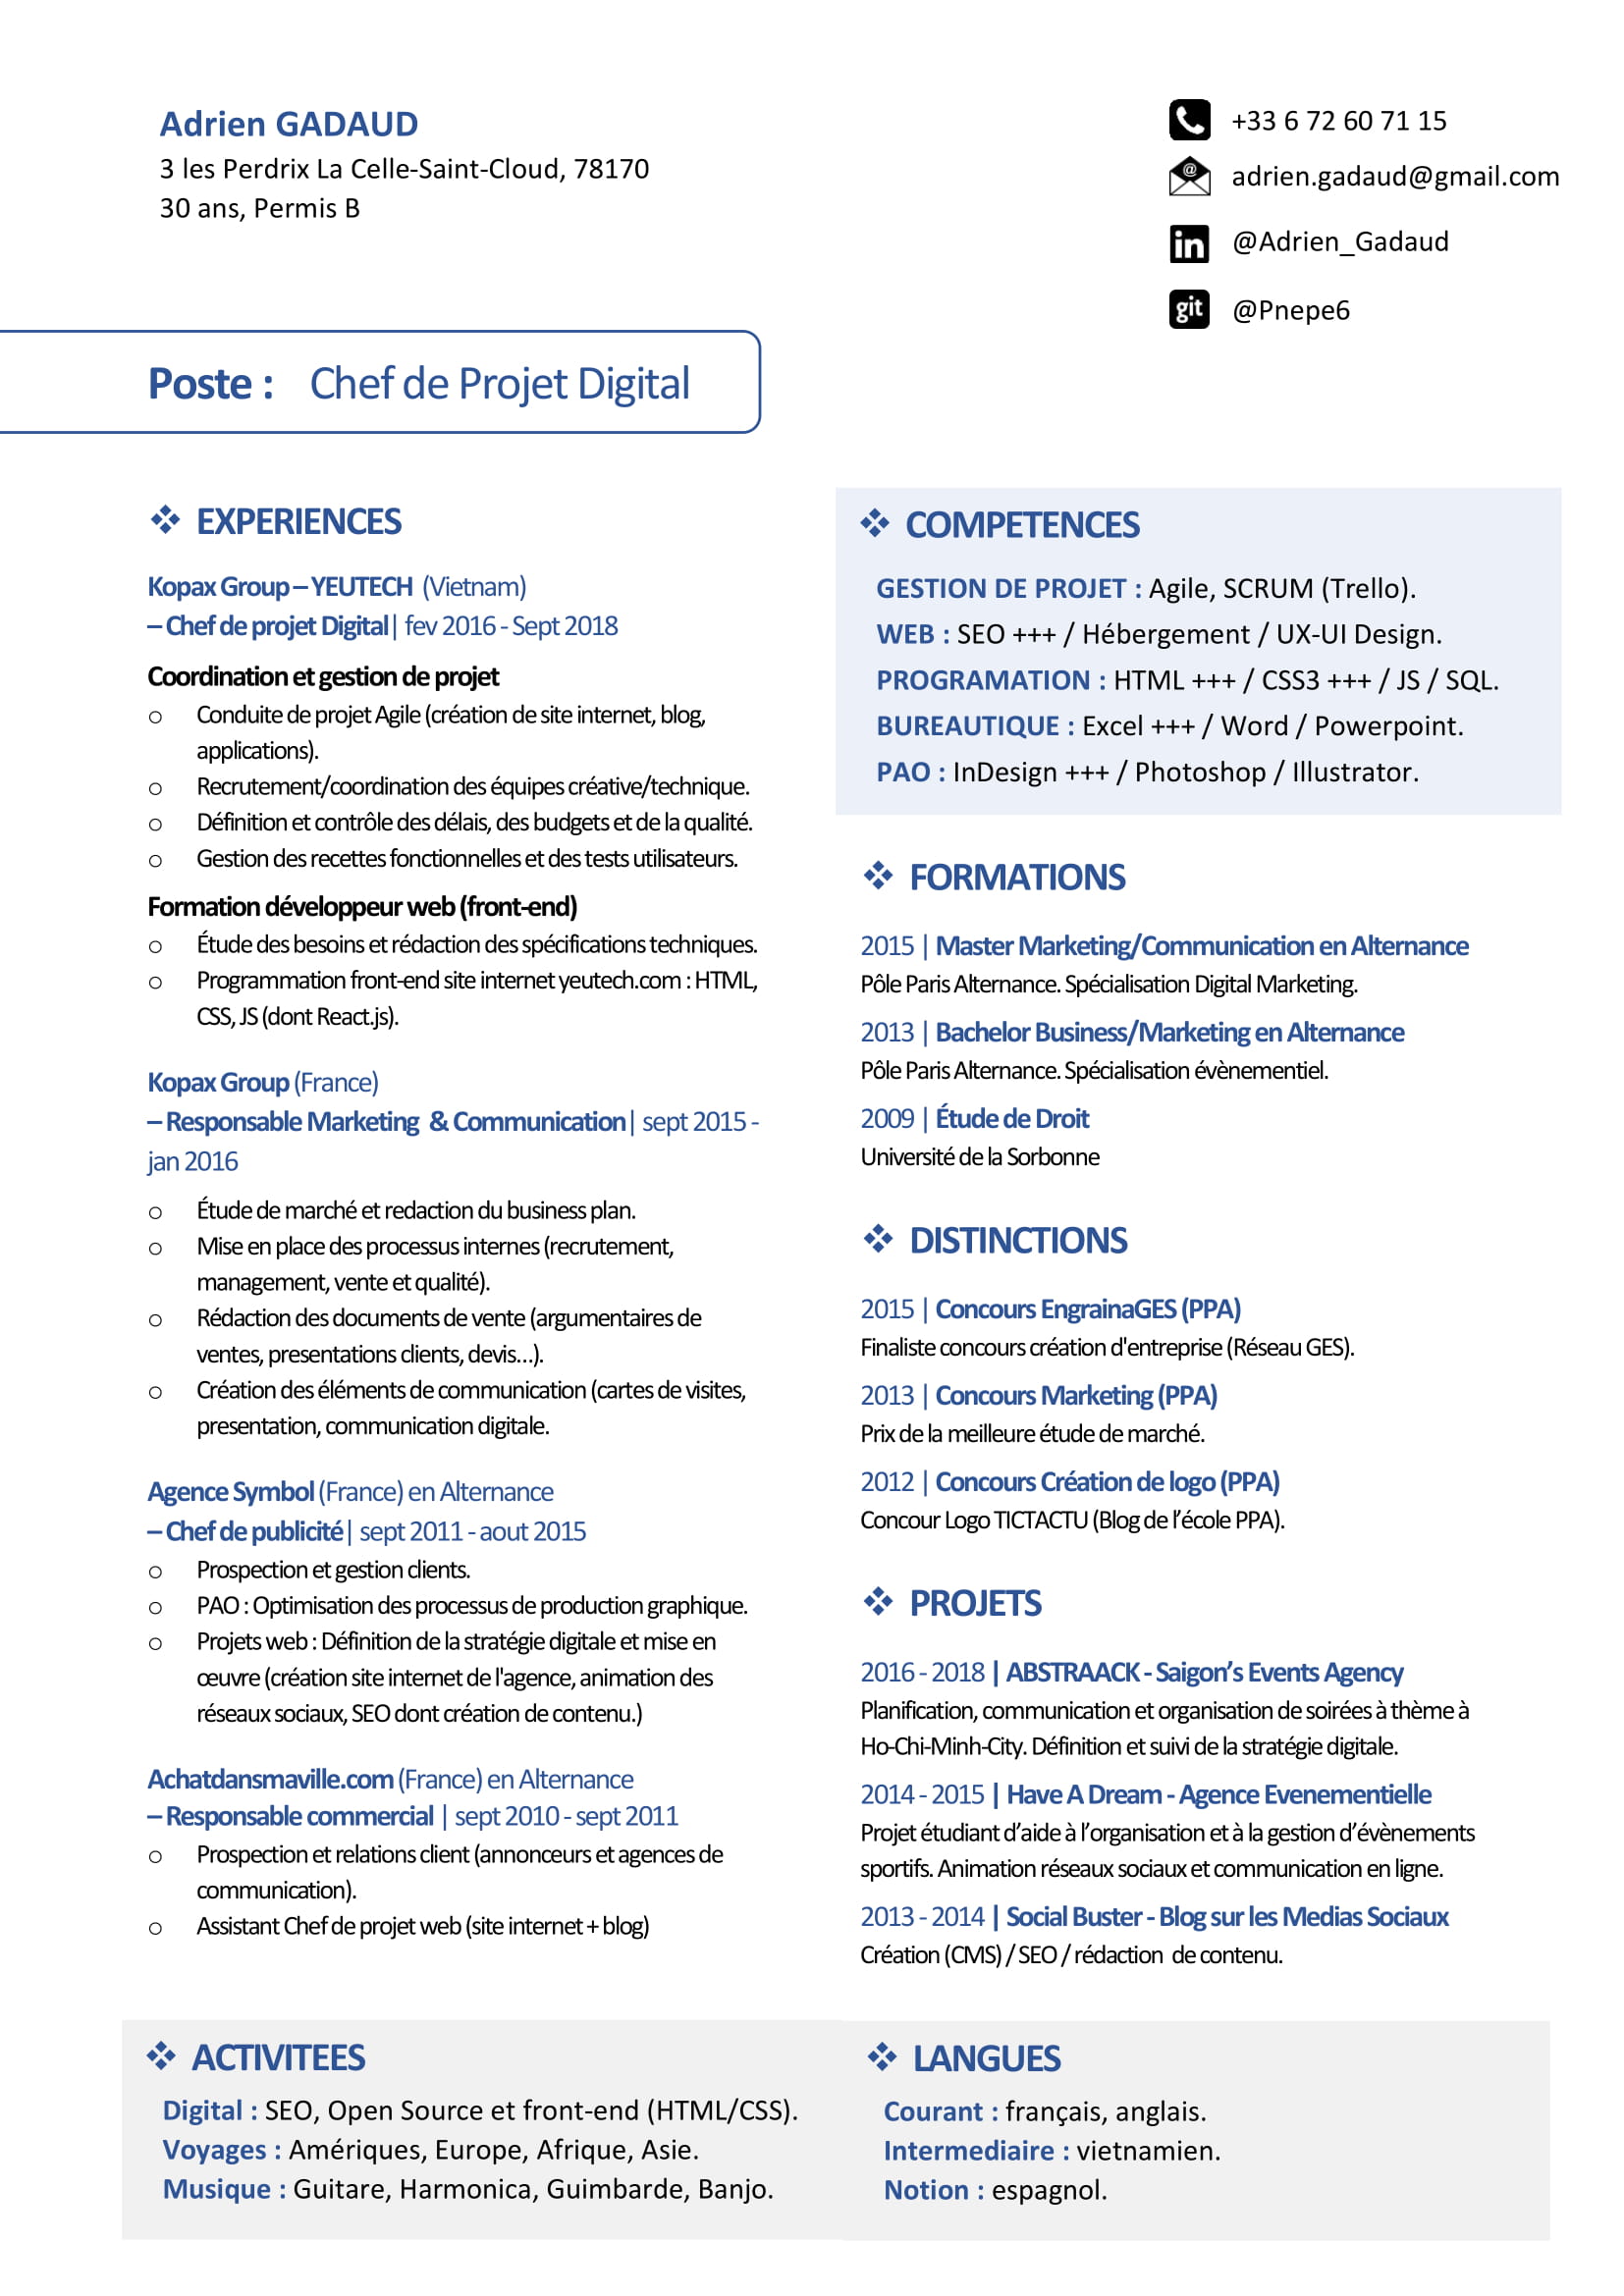 Adrien GADAUD
3 les Perdrix La Celle-Saint-Cloud, 78170
30 ans, Permis B
+33 6 72 60 71 15
@
adrien.gadaud@gmail.com
in
@Adrien_Gadaud
git
@Pnepe6
Poste : Chef de Projet Digital
EXPERIENCES
Kopax Group – YEUTECH (Vietnam)
– Chef de projet Digital | fev 2016 - Sept 2018
Coordination et gestion de projet
o Conduite de projet Agile (création de site internet, blog,
applications).
o Recrutement/coordination des équipes créative/technique.
o Définition et contrôle des délais, des budgets et de la qualité.
o Gestion des recettes fonctionnelles et des tests utilisateurs.
Formation développeur web (front-end)
o Étude des besoins et rédaction des spécifications techniques.
o Programmation front-end site internet yeutech.com : HTML,
CSS, JS (dont React.js).
Kopax Group (France)
– Responsable Marketing & Communication | sept 2015 -
jan 2016
o Étude de marché et redaction du business plan.
o Mise en place des processus internes (recrutement,
management, vente et qualité).
o Rédaction des documents de vente (argumentaires de
ventes, presentations clients, devis...).
o Création des éléments de communication (cartes de visites,
presentation, communication digitale.
Agence Symbol (France) en Alternance
– Chef de publicité | sept 2011 - aout 2015
o Prospection et gestion clients.
o PAO : Optimisation des processus de production graphique.
o Projets web : Définition de la stratégie digitale et mise en
œuvre (création site internet de l'agence, animation des
réseaux sociaux, SEO dont création de contenu.)
Achatdansmaville.com (France) en Alternance
– Responsable commercial | sept 2010 - sept 2011
o Prospection et relations client (annonceurs et agences de
communication).
o Assistant Chef de projet web (site internet + blog)
COMPETENCES
GESTION DE PROJET : Agile, SCRUM (Trello).
WEB : SEO +++ / Hébergement / UX-UI Design.
PROGRAMATION : HTML +++ / CSS3 +++ / JS / SQL.
BUREAUTIQUE : Excel +++ / Word / Powerpoint.
PAO : InDesign +++ / Photoshop / Illustrator.
FORMATIONS
2015 | Master Marketing/Communication en Alternance
Pôle Paris Alternance. Spécialisation Digital Marketing.
2013 | Bachelor Business/Marketing en Alternance
Pôle Paris Alternance. Spécialisation évènementiel.
2009 | Étude de Droit
Université de la Sorbonne
DISTINCTIONS
2015 | Concours EngrainaGES (PPA)
Finaliste concours création d'entreprise (Réseau GES).
2013 | Concours Marketing (PPA)
Prix de la meilleure étude de marché.
2012 | Concours Création de logo (PPA)
Concour Logo TICTACTU (Blog de l’école PPA).
PROJETS
2016 - 2018 | ABSTRAACK - Saigon’s Events Agency
Planification, communication et organisation de soirées à thème à
Ho-Chi-Minh-City. Définition et suivi de la stratégie digitale.
2014 - 2015 | Have A Dream - Agence Evenementielle
Projet étudiant d’aide à l’organisation et à la gestion d’évènements
sportifs. Animation réseaux sociaux et communication en ligne.
2013 - 2014 | Social Buster - Blog sur les Medias Sociaux
Création (CMS) / SEO / rédaction de contenu.
ACTIVITEES
Digital : SEO, Open Source et front-end (HTML/CSS).
Voyages : Amériques, Europe, Afrique, Asie.
Musique : Guitare, Harmonica, Guimbarde, Banjo.
LANGUES
Courant : français, anglais.
Intermediaire : vietnamien.
Notion : espagnol.